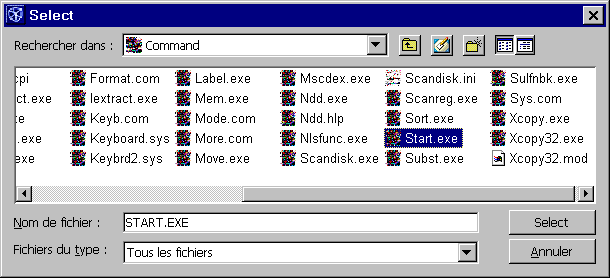 Select
Rechercher dans : Command
cpi Format.com Label.exe Mscdex.exe Scandisk.ini Sulfnbk.exe
ct.exe Iextract.exe Mem.exe Ndd.exe Scanreg.exe Sys.com
e Keyb.com Mode.com Ndd.hlp Sort.exe Xcopy.exe
.exe Keyboard.sys More.com Nlsfunc.exe Start.exe Xcopy32.exe
exe Keybrd2.sys Move.exe Scandisk.exe Subst.exe Xcopy32.mod
Nom de fichier : START.EXE Select
Fichiers du type : Tous les fichiers Annuler